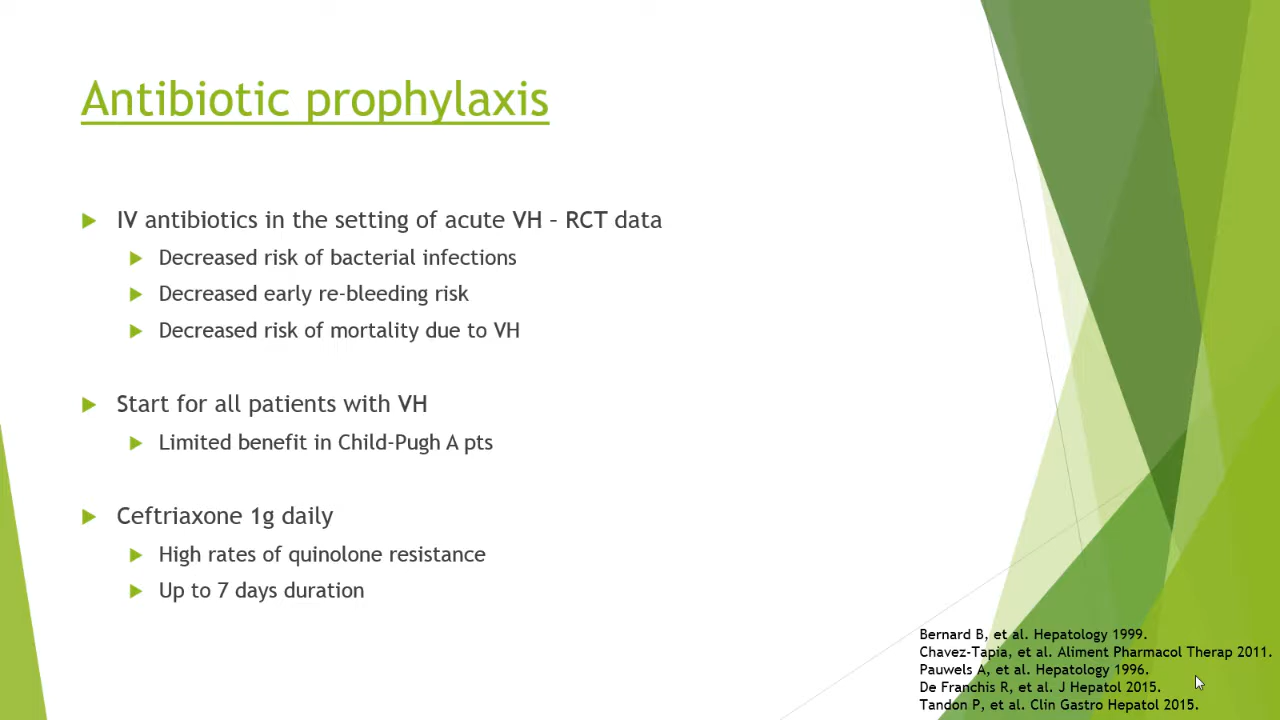 Antibiotic prophylaxis
IV antibiotics in the setting of acute VH – RCT data
Decreased risk of bacterial infections
Decreased early re-bleeding risk
Decreased risk of mortality due to VH
Start for all patients with VH
Limited benefit in Child-Pugh A pts
Ceftriaxone 1g daily
High rates of quinolone resistance
Up to 7 days duration
Bernard B, et al. Hepatology 1999.
Chavez-Tapia, et al. Aliment Pharmacol Therap 2011.
Pauwels A, et al. Hepatology 1996.
De Franchis R, et al. J Hepatol 2015.
Tandon P, et al. Clin Gastro Hepatol 2015.